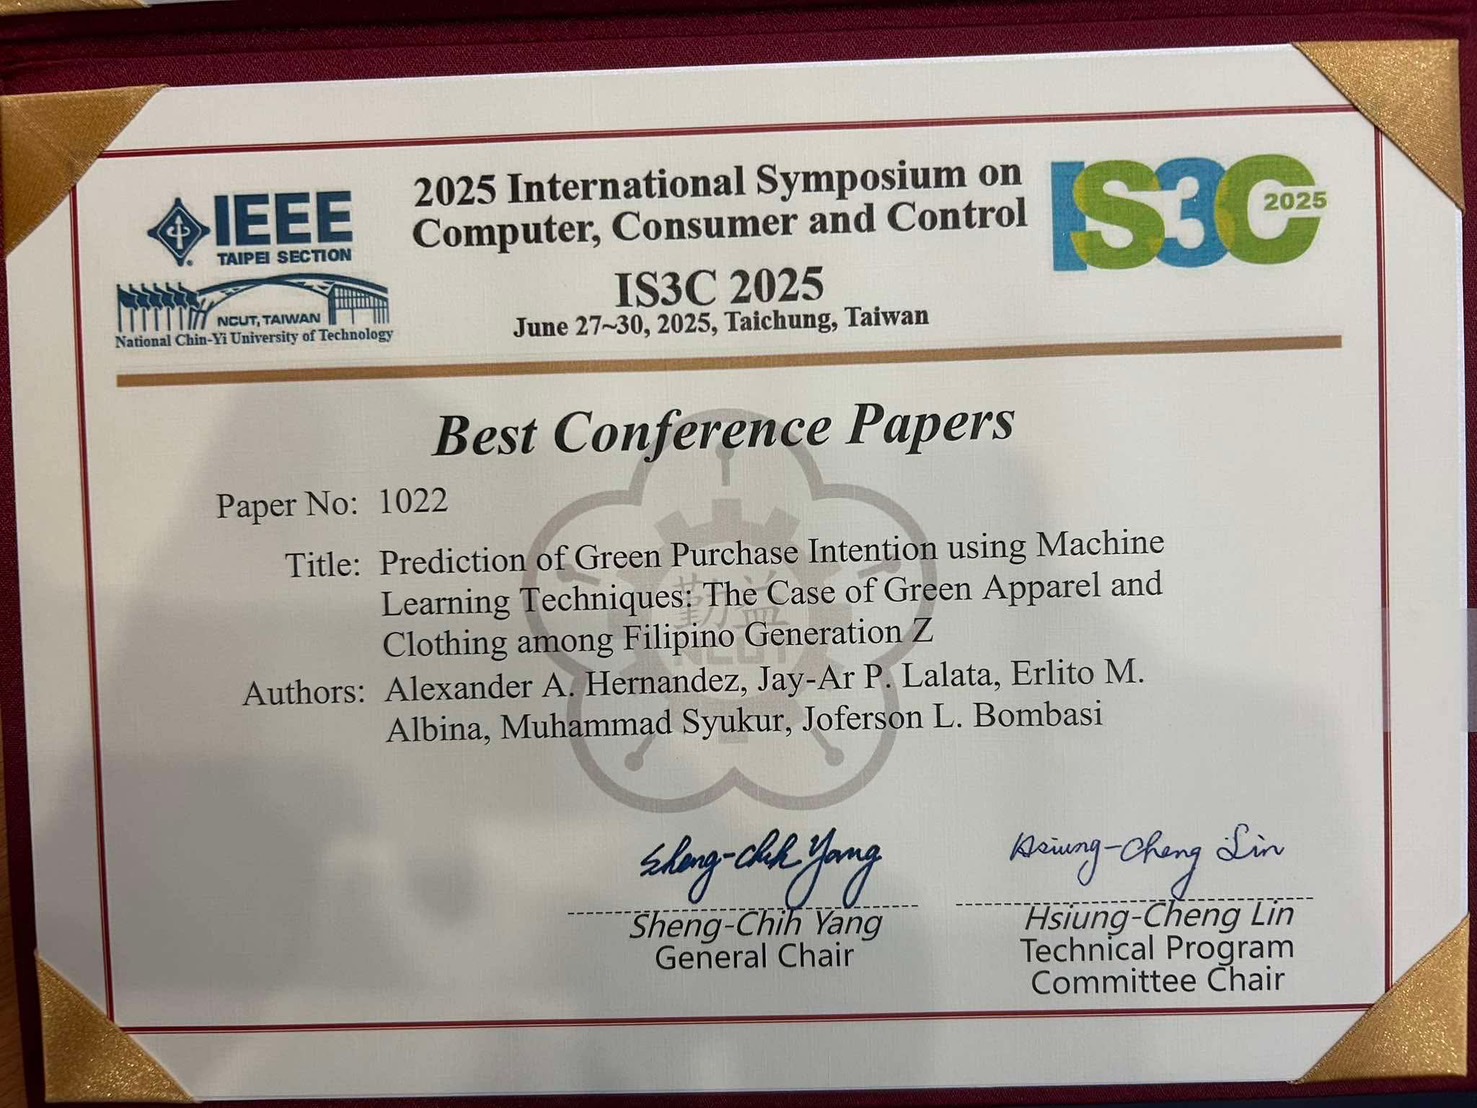 IEEE
TAIPEI SECTION
NCUT, TAIWAN
National Chin-Yi University of Technology
2025 International Symposium on
Computer, Consumer and Control
IS3C 2025
June 27~30, 2025, Taichung, Taiwan
IS3C 2025
Best Conference Papers
Paper No: 1022
Title: Prediction of Green Purchase Intention using Machine
Learning Techniques: The Case of Green Apparel and
Clothing among Filipino Generation Z
Authors: Alexander A. Hernandez, Jay-Ar P. Lalata, Erlito M.
Albina, Muhammad Syukur, Joferson L. Bombasi
勤益
NCUT
Sheng-Chih Yang
Sheng-Chih Yang
General Chair
Hsiung-Cheng Lin
Hsiung-Cheng Lin
Technical Program
Committee Chair